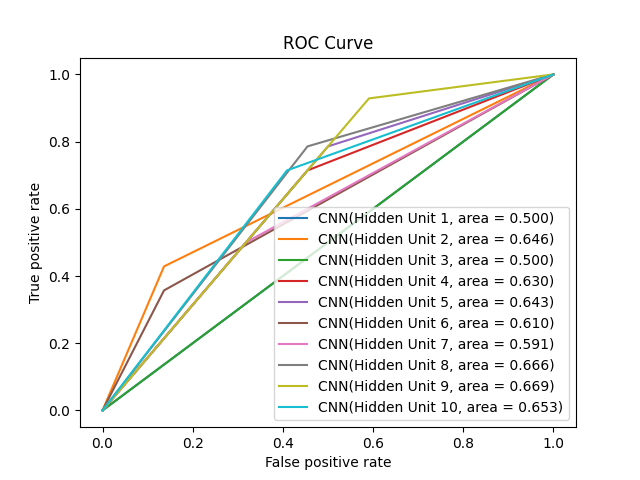 ROC Curve
1.0
0.8
0.6
0.4
0.2
0.0
True positive rate
CNN(Hidden Unit 1, area = 0.500)
CNN(Hidden Unit 2, area = 0.646)
CNN(Hidden Unit 3, area = 0.500)
CNN(Hidden Unit 4, area = 0.630)
CNN(Hidden Unit 5, area = 0.643)
CNN(Hidden Unit 6, area = 0.610)
CNN(Hidden Unit 7, area = 0.591)
CNN(Hidden Unit 8, area = 0.666)
CNN(Hidden Unit 9, area = 0.669)
CNN(Hidden Unit 10, area = 0.653)
0.0 0.2 0.4 0.6 0.8 1.0
False positive rate